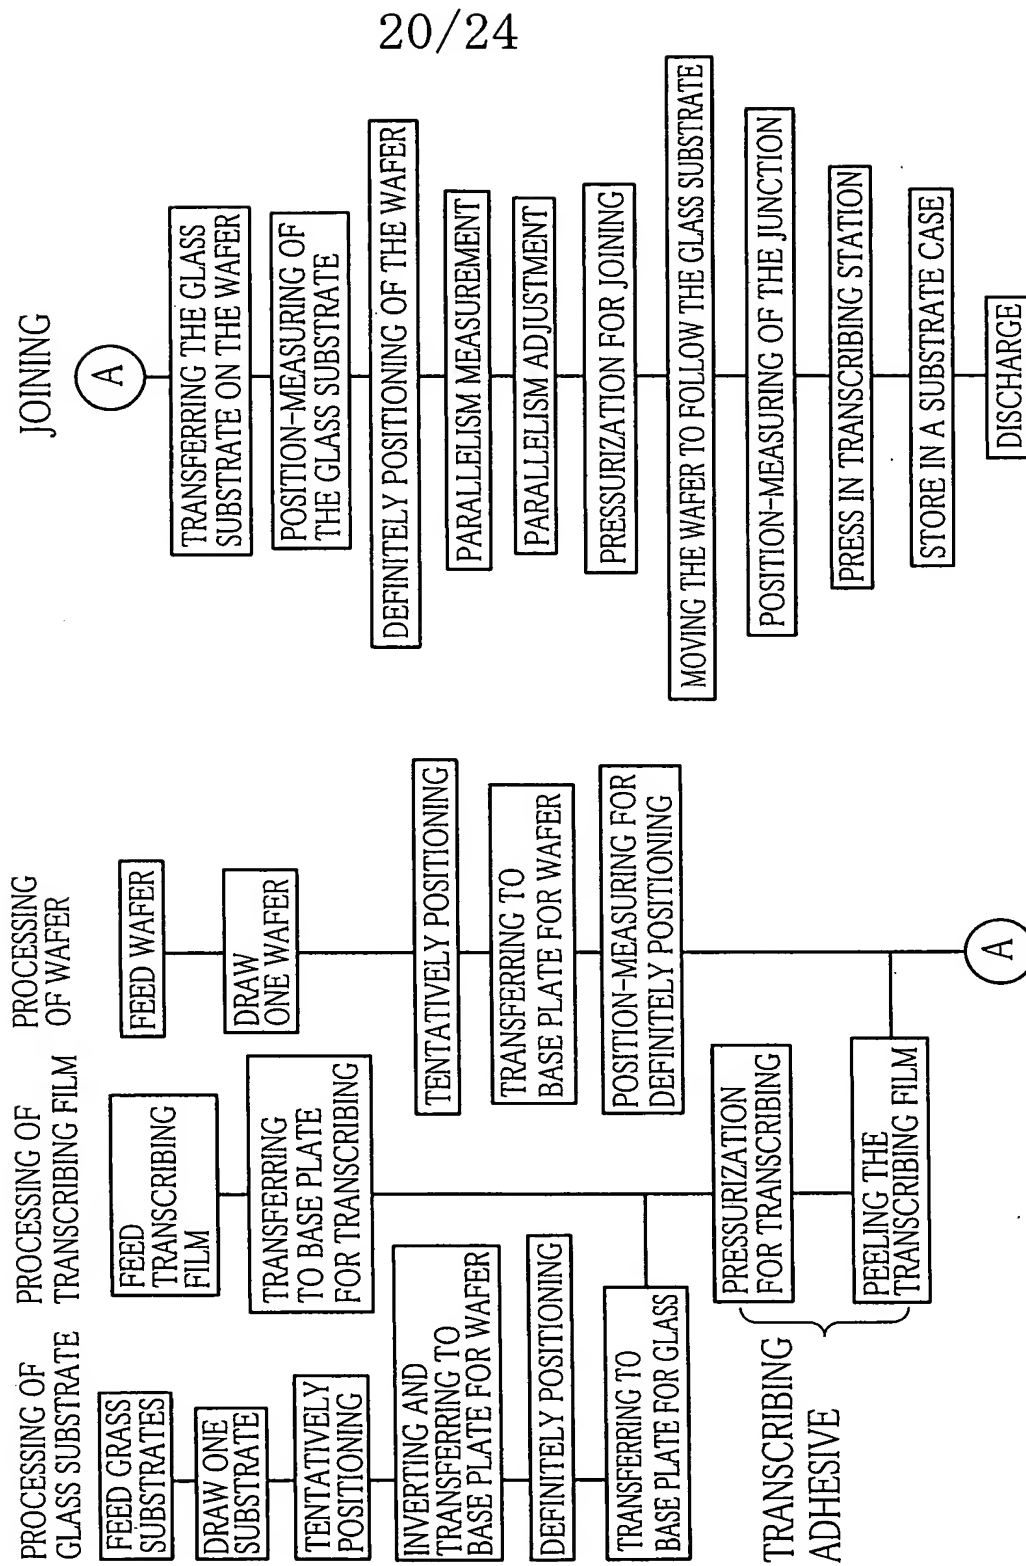 20/24
PROCESSING OF
GLASS SUBSTRATE
FEED GRASS
SUBSTRATES
DRAW ONE
SUBSTRATE
TENTATIVELY
POSITIONING
INVERTING AND
TRANSFERRING TO
BASE PLATE FOR WAFER
DEFINITELY POSITIONING
TRANSFERRING TO
BASE PLATE FOR GLASS
PROCESSING OF
TRANSCRIBING FILM
FEED
TRANSCRIBING
FILM
TRANSFERRING
TO BASE PLATE
FOR TRANSCRIBING
PRESSURIZATION
FOR TRANSCRIBING
PEELING THE
TRANSCRIBING FILM
TRANSCRIBING
ADHESIVE
PROCESSING
OF WAFER
FEED WAFER
DRAW
ONE WAFER
TENTATIVELY POSITIONING
TRANSFERRING TO
BASE PLATE FOR WAFER
POSITION-MEASURING FOR
DEFINITELY POSITIONING
A
JOINING
A
TRANSFERRING THE GLASS
SUBSTRATE ON THE WAFER
POSITION-MEASURING OF
THE GLASS SUBSTRATE
DEFINITELY POSITIONING OF THE WAFER
PARALLELISM MEASUREMENT
PARALLELISM ADJUSTMENT
PRESSURIZATION FOR JOINING
MOVING THE WAFER TO FOLLOW THE GLASS SUBSTRATE
POSITION-MEASURING OF THE JUNCTION
PRESS IN TRANSCRIBING STATION
STORE IN A SUBSTRATE CASE
DISCHARGE